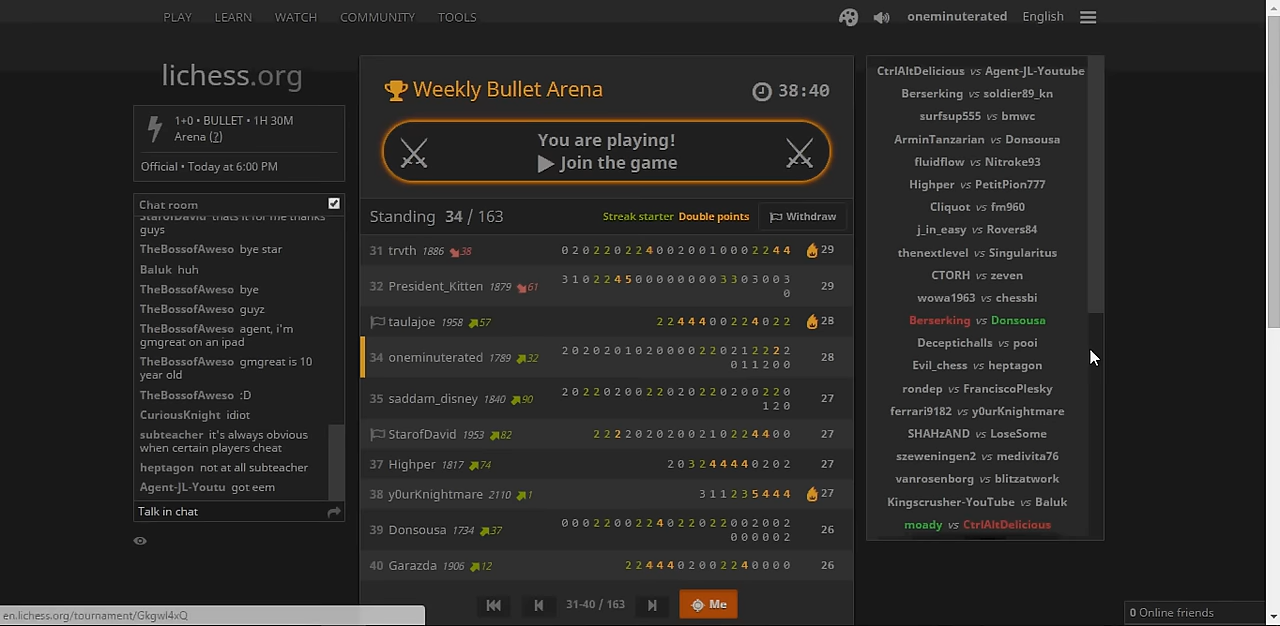 PLAY LEARN WATCH COMMUNITY TOOLS oneminuterated English
lichess.org
1+0 • BULLET • 1H 30M
Arena (?)
Official • Today at 6:00 PM
Chat room
StarofDavid thats it for me thanks
guys
TheBossofAweso bye star
Baluk huh
TheBossofAweso bye
TheBossofAweso guyz
TheBossofAweso agent, i'm
gmgreat on an ipad
TheBossofAweso gmgreat is 10
year old
TheBossofAweso :D
CuriousKnight idiot
subteacher it's always obvious
when certain players cheat
heptagon not at all subteacher
Agent-JL-Youtu got eem
Talk in chat
Weekly Bullet Arena 38:40
You are playing!
Join the game
Standing 34 / 163 Streak starter Double points Withdraw
31 trvth 1886 38 0 2 0 2 2 0 2 2 4 0 0 2 0 0 1 0 0 0 2 2 4 4 29
32 President_Kitten 1879 61 3 1 0 2 2 4 5 0 0 0 0 0 0 0 0 3 3 0 3 0 0 3
0 29
taulajoe 1958 57 2 2 4 4 4 0 0 2 2 4 0 2 2 28
34 oneminuterated 1789 32 2 0 2 0 2 0 1 0 2 0 0 0 0 2 2 0 2 1 2 2 2 2
0 1 1 2 0 0 28
35 saddam_disney 1840 90 2 0 2 2 0 2 0 0 2 2 0 2 0 2 2 0 2 0 0 2 2 0
1 2 0 27
StarofDavid 1953 82 2 2 2 2 0 2 0 2 0 0 2 1 0 2 2 4 4 0 0 27
37 Highper 1817 74 2 0 3 2 4 4 4 4 0 2 0 2 27
38 y0urKnightmare 2110 1 3 1 1 2 3 5 4 4 4 27
39 Donsousa 1734 37 0 0 0 2 2 0 0 2 2 4 0 2 2 0 2 2 0 0 2 0 0 2
0 0 0 0 0 2 26
40 Garazda 1906 12 2 2 4 4 4 0 2 0 0 2 2 4 0 0 0 0 26
31-40 / 163 Me
CtrlAltDelicious vs Agent-JL-Youtube
Berserking vs soldier89_kn
surfsup555 vs bmwc
ArminTanzarian vs Donsousa
fluidflow vs Nitroke93
Highper vs PetitPion777
Cliquot vs fm960
j_in_easy vs Rovers84
thenextlevel vs Singularitus
CTORH vs zeven
wowa1963 vs chessbi
Berserking vs Donsousa
Deceptichalls vs pooi
Evil_chess vs heptagon
rondep vs FranciscoPlesky
ferrari9182 vs y0urKnightmare
SHAHzAND vs LoseSome
szeweningen2 vs medivita76
vanrosenborg vs blitzatwork
Kingscrusher-YouTube vs Baluk
moady vs CtrlAltDelicious
en.lichess.org/tournament/Gkgwl4xQ
0 Online friends